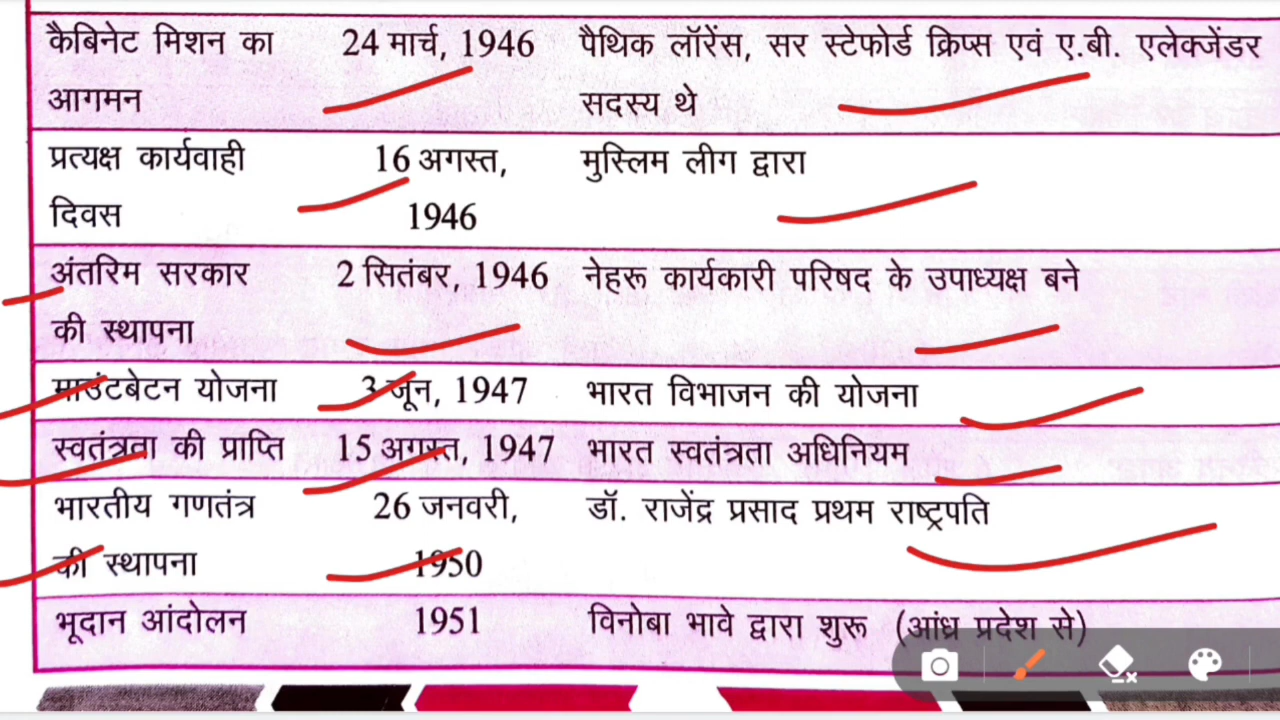 कैबिनेट मिशन का 24 मार्च, 1946 पैथिक लॉरेंस, सर स्टेफोर्ड क्रिप्स एवं ए.बी. एलेक्जेंडर
आगमन सदस्य थे
प्रत्यक्ष कार्यवाही 16 अगस्त, मुस्लिम लीग द्वारा
दिवस 1946
अंतरिम सरकार 2 सितंबर, 1946 नेहरू कार्यकारी परिषद के उपाध्यक्ष बने
की स्थापना
माउंटबेटन योजना 3 जून, 1947 भारत विभाजन की योजना
स्वतंत्रता की प्राप्ति 15 अगस्त, 1947 भारत स्वतंत्रता अधिनियम
भारतीय गणतंत्र 26 जनवरी, डॉ. राजेंद्र प्रसाद प्रथम राष्ट्रपति
की स्थापना 1950
भूदान आंदोलन 1951 विनोबा भावे द्वारा शुरू (आंध्र प्रदेश से)